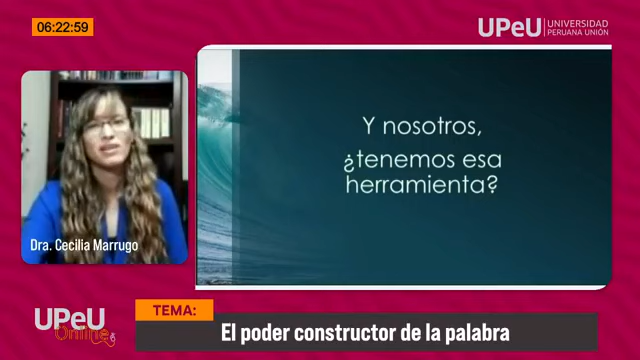 06:22:59
UPeU UNIVERSIDAD
PERUANA UNIÓN
Y nosotros,
¿tenemos esa
herramienta?
Dra. Cecilia Marrugo
UPeU
Online
TEMA:
El poder constructor de la palabra